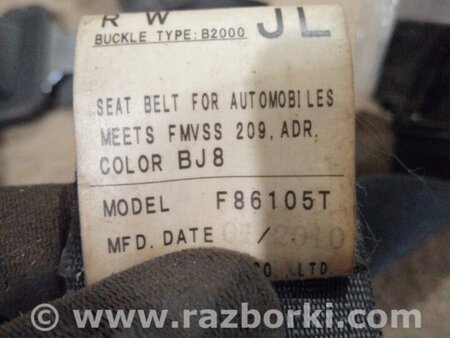 R W
BUCKLE TYPE: B2000 JL
SEAT BELT FOR AUTOMOBILES
MEETS FMVSS 209, ADR.
COLOR BJ8
MODEL F86105T
MFD. DATE /2010
CO., LTD.
www.razborki.com